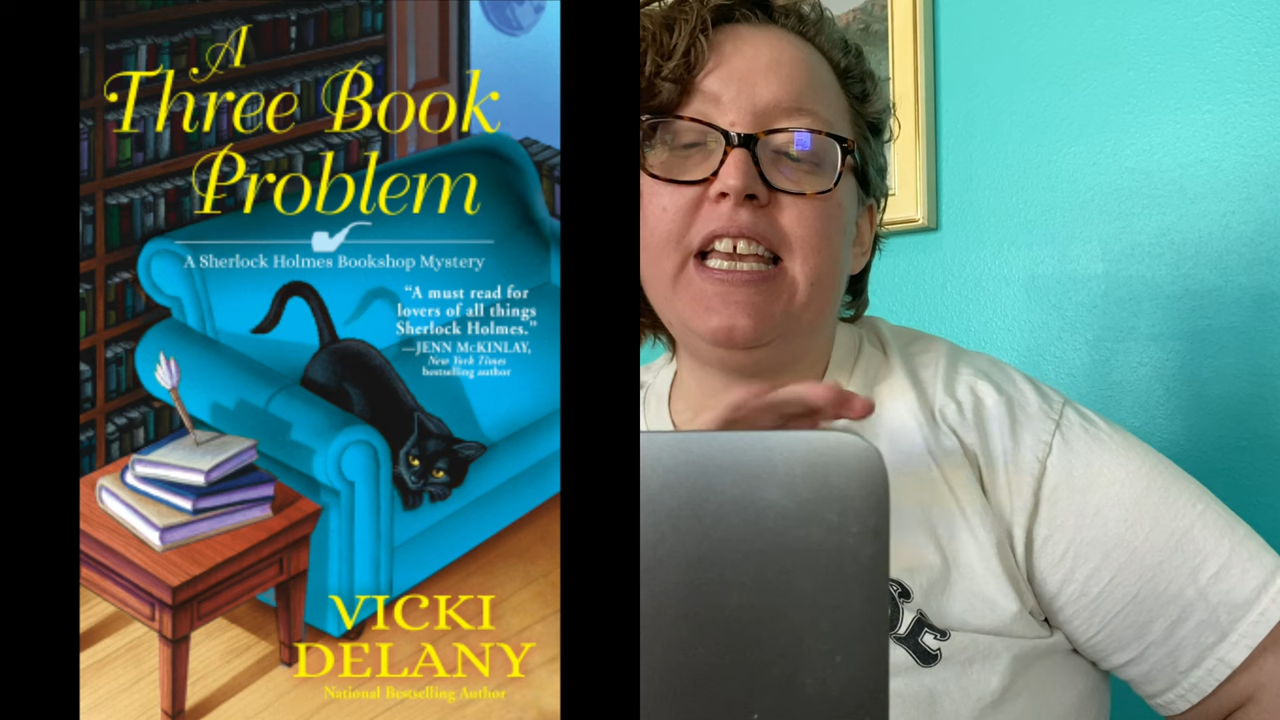 A
Three Book
Problem
A Sherlock Holmes Bookshop Mystery
“A must read for
lovers of all things
Sherlock Holmes.”
—JENN McKINLAY,
New York Times
bestselling author
VICKI
DELANY
National Bestselling Author